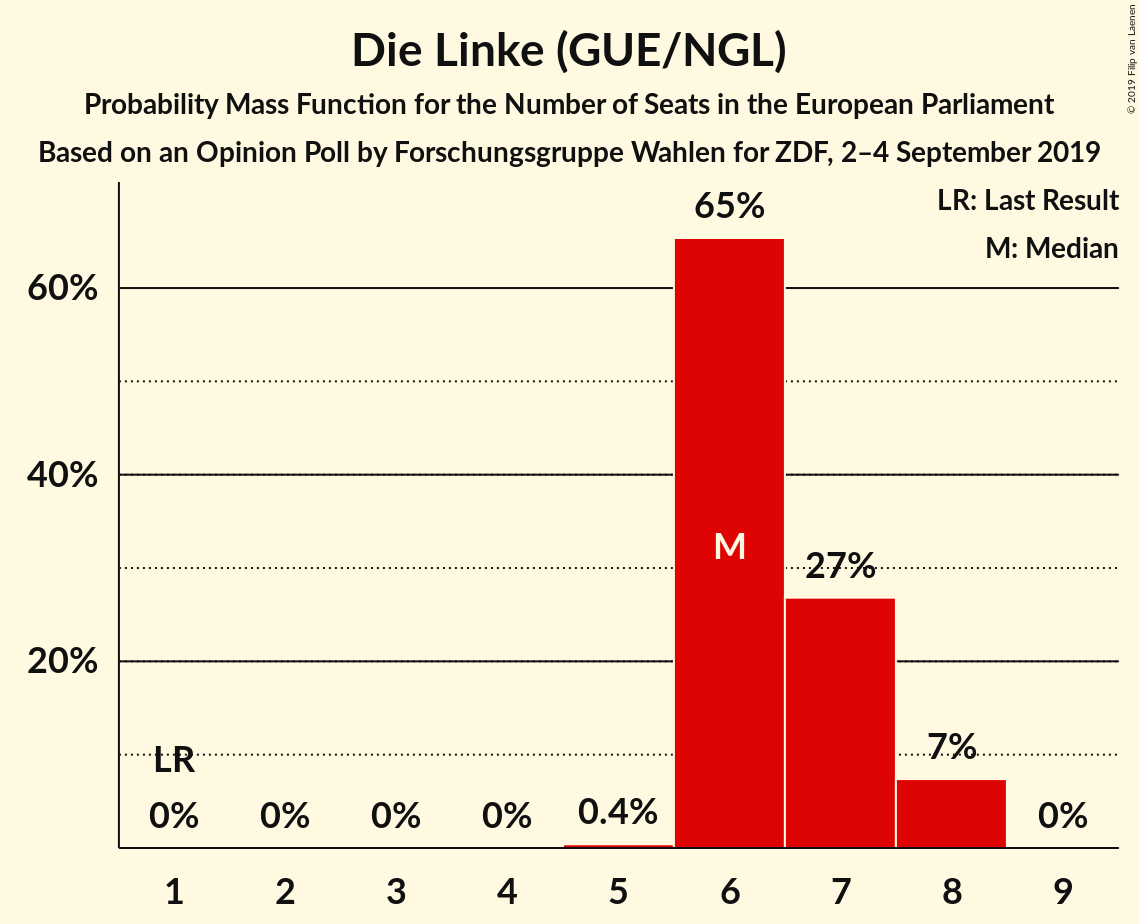 Die Linke (GUE/NGL)
Probability Mass Function for the Number of Seats in the European Parliament
Based on an Opinion Poll by Forschungsgruppe Wahlen for ZDF, 2–4 September 2019
© 2019 Filip van Laenen
LR: Last Result
M: Median
60%
40%
20%
65%
M
27%
7%
LR
0%
0%
0%
0%
0.4%
0%
1 2 3 4 5 6 7 8 9